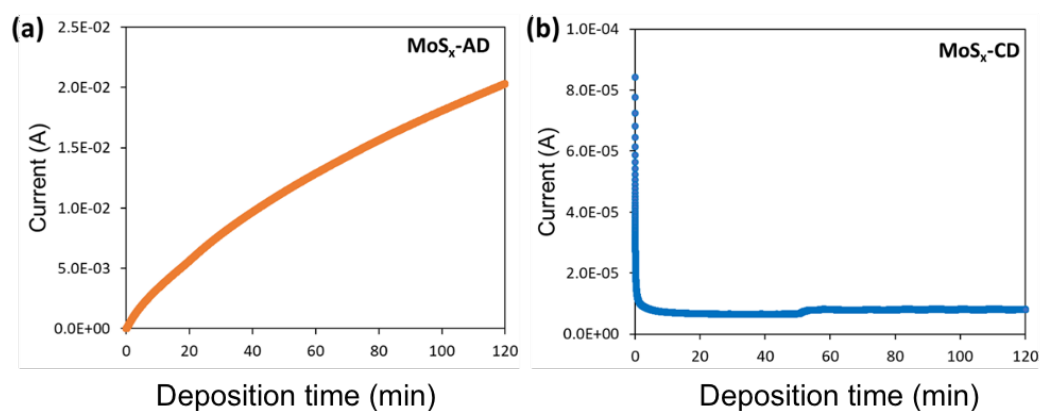 (a)
MoSₓ-AD
Current (A)
2.5E-02
2.0E-02
1.5E-02
1.0E-02
5.0E-03
0.0E+00
0 20 40 60 80 100 120
Deposition time (min)
(b)
MoSₓ-CD
Current (A)
1.0E-04
8.0E-05
6.0E-05
4.0E-05
2.0E-05
0.0E+00
0 20 40 60 80 100 120
Deposition time (min)